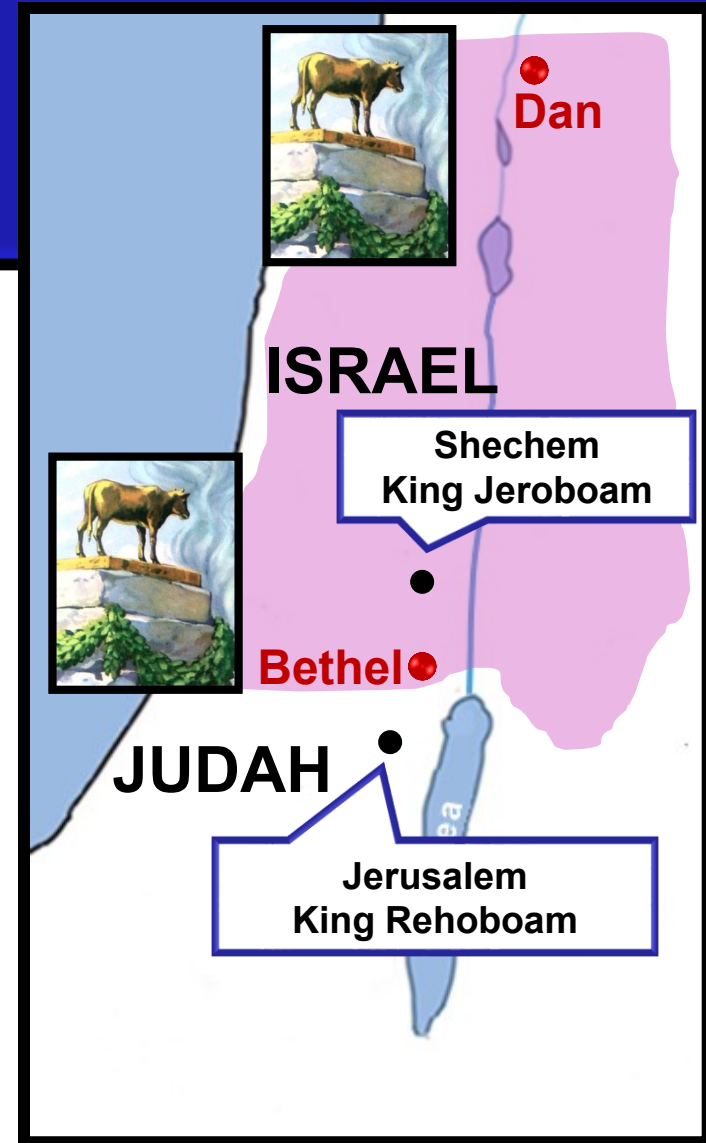 Dan
ISRAEL
Shechem
King Jeroboam
Bethel
JUDAH
Jerusalem
King Rehoboam